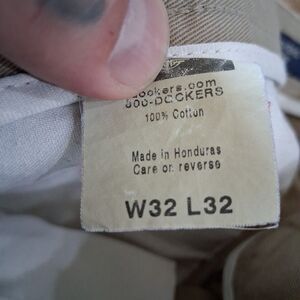 dockers.com
800-DOCKERS
100% Cotton
Made in Honduras
Care on reverse
W32 L32